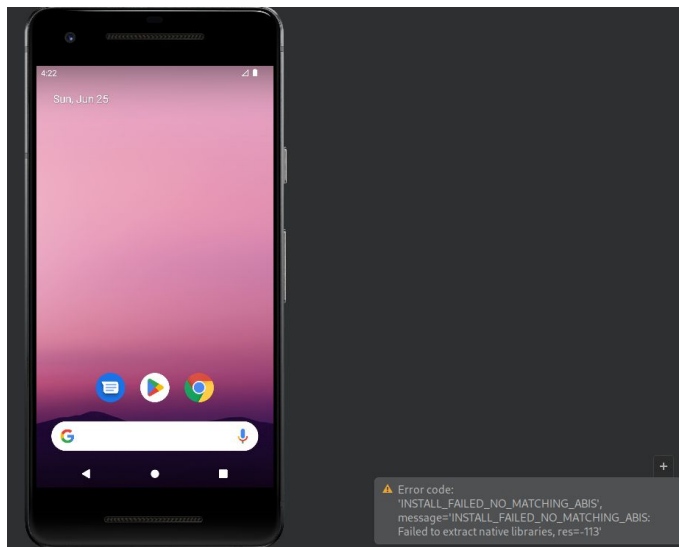 4:22
Sun, Jun 25
G
+
Error code:
'INSTALL_FAILED_NO_MATCHING_ABIS',
message='INSTALL_FAILED_NO_MATCHING_ABIS:
Failed to extract native libraries, res=-113'